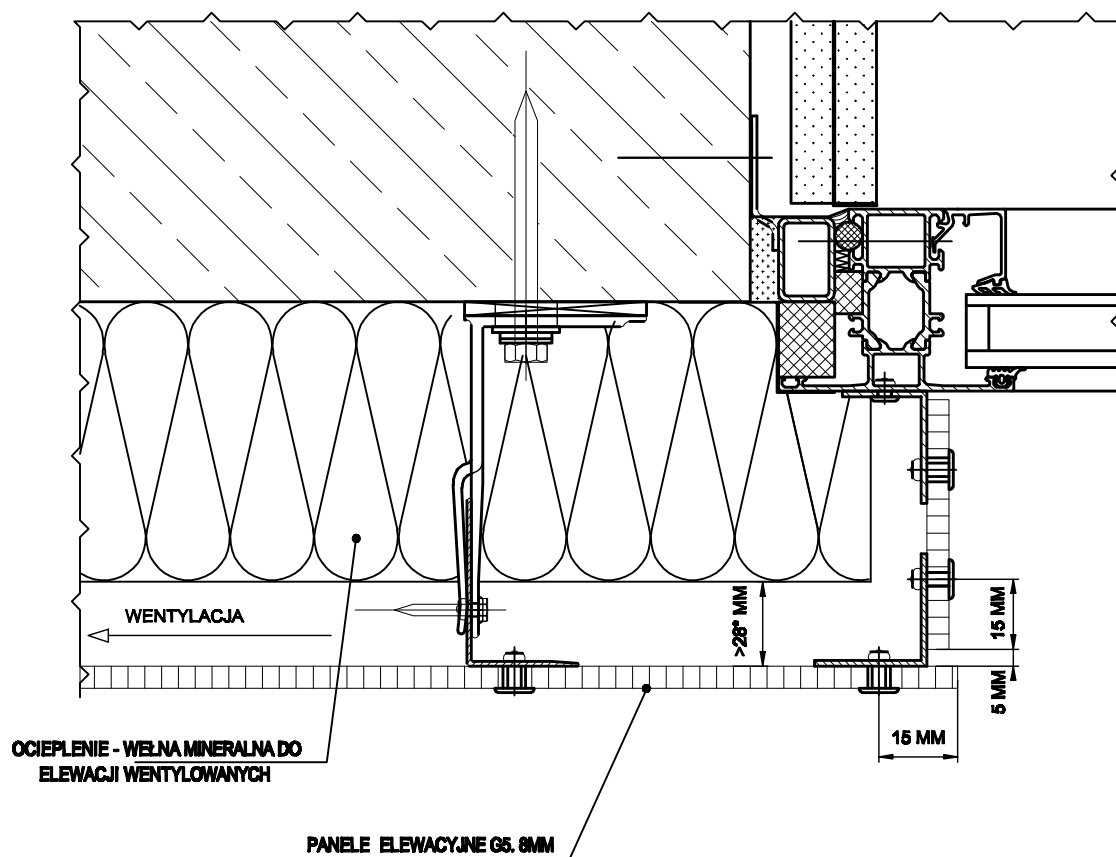 WENTYLACJA
>28* MM
15 MM
5 MM
15 MM
OCIEPLENIE - WEŁNA MINERALNA DO
ELEWACJI WENTYLOWANYCH
PANELE ELEWACYJNE G5. 8MM